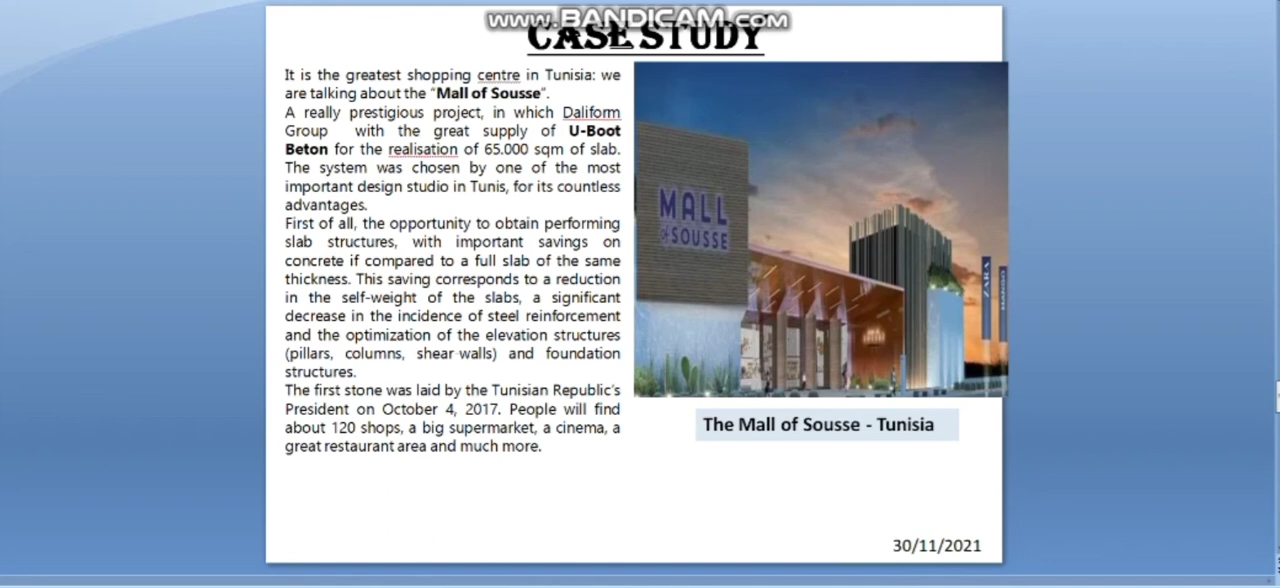 www.BANDICAM.com
CASE STUDY
It is the greatest shopping centre in Tunisia: we
are talking about the “Mall of Sousse”.
A really prestigious project, in which Daliform
Group with the great supply of U-Boot
Beton for the realisation of 65.000 sqm of slab.
The system was chosen by one of the most
important design studio in Tunis, for its countless
advantages.
First of all, the opportunity to obtain performing
slab structures, with important savings on
concrete if compared to a full slab of the same
thickness. This saving corresponds to a reduction
in the self-weight of the slabs, a significant
decrease in the incidence of steel reinforcement
and the optimization of the elevation structures
(pillars, columns, shear walls) and foundation
structures.
The first stone was laid by the Tunisian Republic’s
President on October 4, 2017. People will find
about 120 shops, a big supermarket, a cinema, a
great restaurant area and much more.
MALL
of SOUSSE
ZARA
MANGO
The Mall of Sousse - Tunisia
30/11/2021